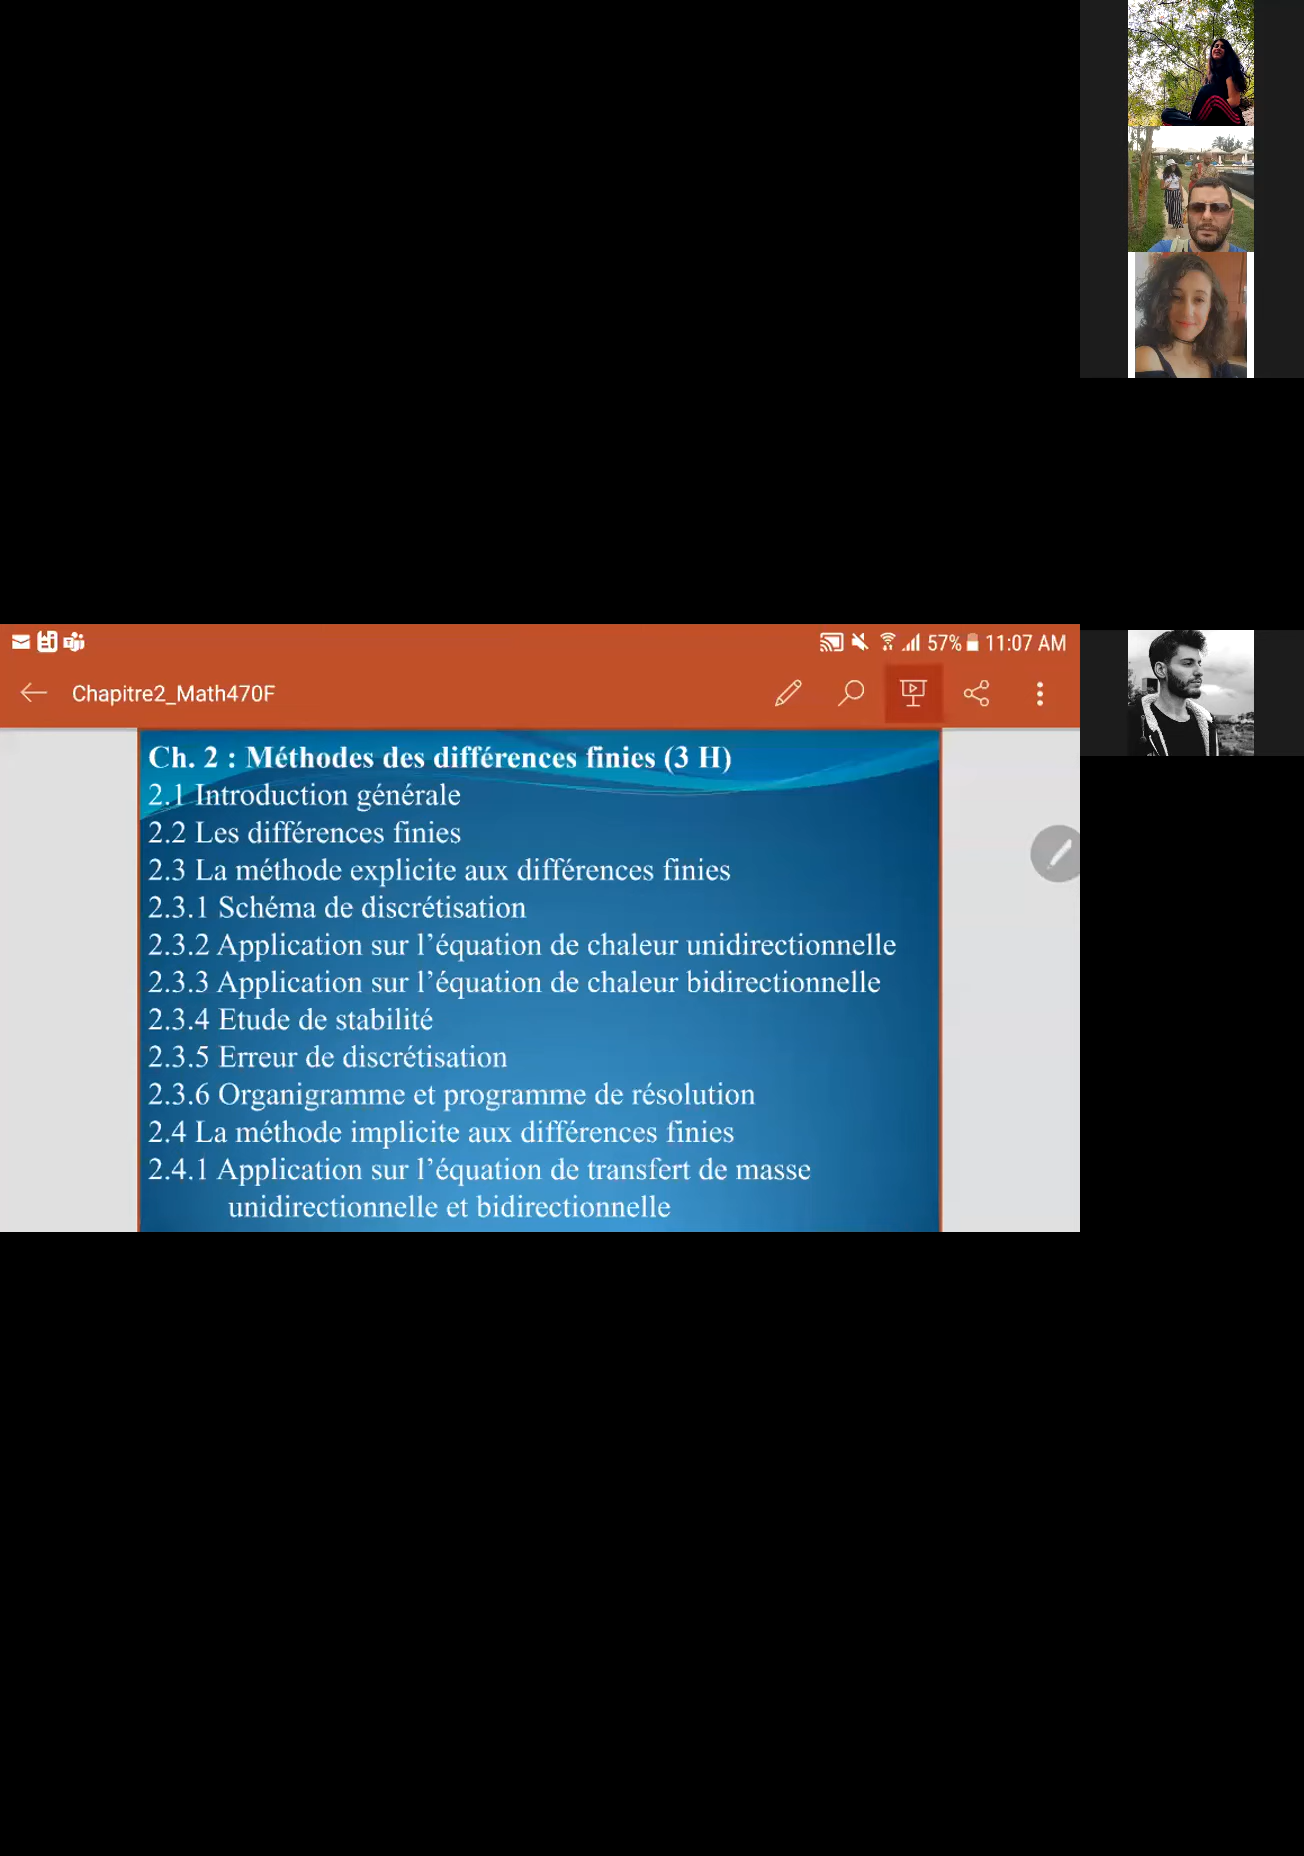 57% 11:07 AM
Chapitre2_Math470F
Ch. 2 : Méthodes des différences finies (3 H)
2.1 Introduction générale
2.2 Les différences finies
2.3 La méthode explicite aux différences finies
2.3.1 Schéma de discrétisation
2.3.2 Application sur l’équation de chaleur unidirectionnelle
2.3.3 Application sur l’équation de chaleur bidirectionnelle
2.3.4 Etude de stabilité
2.3.5 Erreur de discrétisation
2.3.6 Organigramme et programme de résolution
2.4 La méthode implicite aux différences finies
2.4.1 Application sur l’équation de transfert de masse
unidirectionnelle et bidirectionnelle